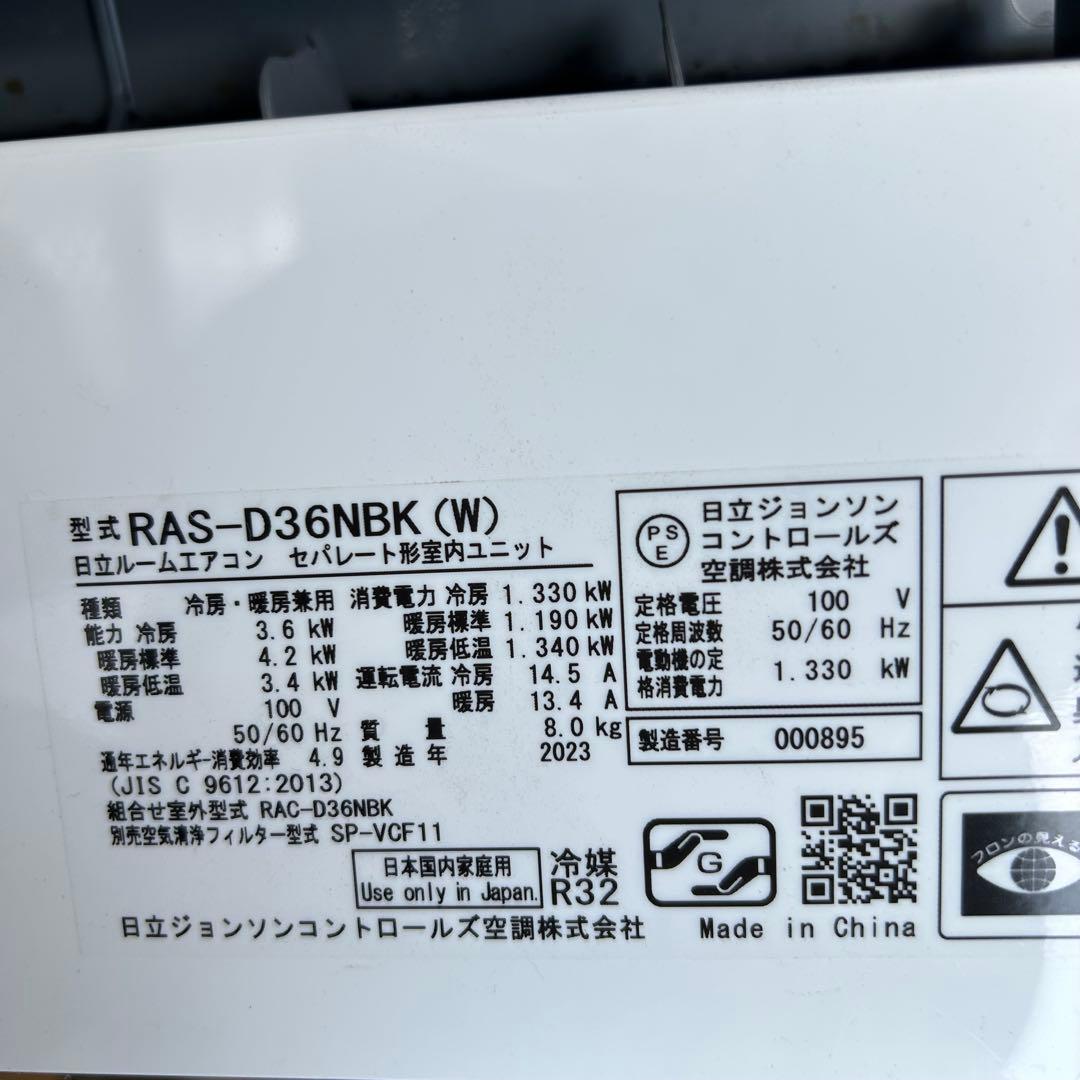 型式 RAS-D36NBK(W)
日立ルームエアコン セパレート形室内ユニット
種類 冷房・暖房兼用
能力 冷房 3.6 kW
暖房標準 4.2 kW
暖房低温 3.4 kW
電源 100 V
50/60 Hz
通年エネルギー消費効率 4.9
(JIS C 9612:2013)
組合せ室外型式 RAC-D36NBK
別売空気清浄フィルター型式 SP-VCF11
消費電力 冷房 1.330 kW
暖房標準 1.190 kW
暖房低温 1.340 kW
運転電流 冷房 14.5 A
暖房 13.4 A
質量 8.0 kg
製造年 2023
日本国内家庭用
Use only in Japan.
冷媒
R32
日立ジョンソンコントロールズ空調株式会社
PS
E
日立ジョンソン
コントロールズ
空調株式会社
定格電圧 100 V
定格周波数 50/60 Hz
電動機の定
格消費電力 1.330 kW
製造番号 000895
G
Made in China
フロンの見える